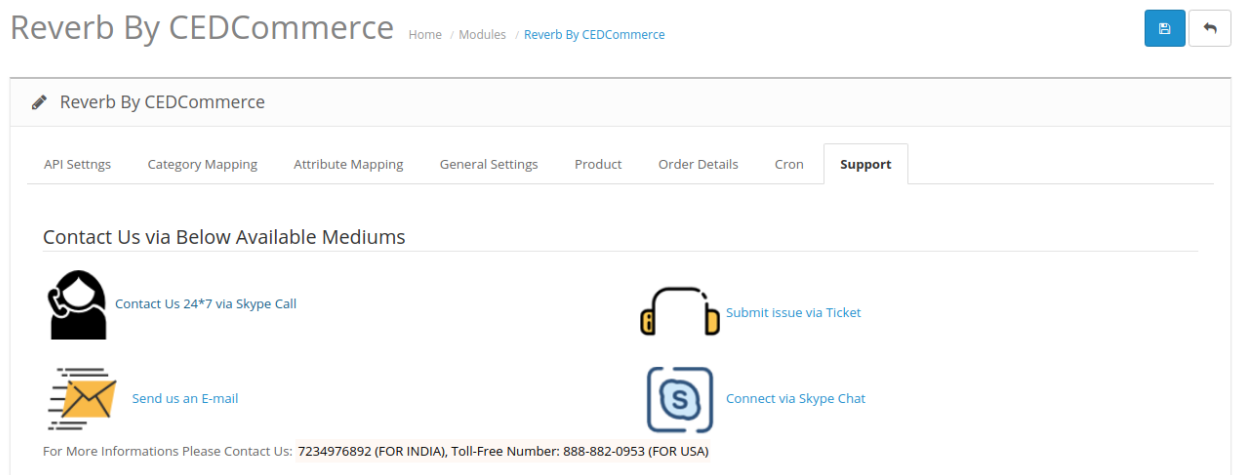 Reverb By CEDCommerce Home / Modules / Reverb By CEDCommerce
Reverb By CEDCommerce
API Settngs Category Mapping Attribute Mapping General Settings Product Order Details Cron Support
Contact Us via Below Available Mediums
Contact Us 24*7 via Skype Call
Submit issue via Ticket
Send us an E-mail
S
Connect via Skype Chat
For More Informations Please Contact Us: 7234976892 (FOR INDIA), Toll-Free Number: 888-882-0953 (FOR USA)